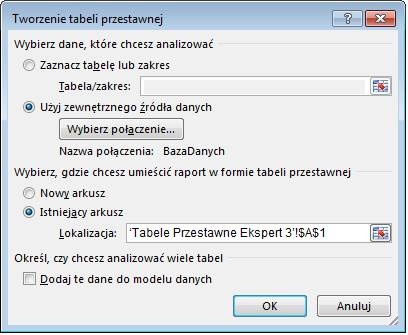 Tworzenie tabeli przestawnej
Wybierz dane, które chcesz analizować
Zaznacz tabelę lub zakres
Tabela/zakres:
Użyj zewnętrznego źródła danych
Wybierz połączenie...
Nazwa połączenia: BazaDanych
Wybierz, gdzie chcesz umieścić raport w formie tabeli przestawnej
Nowy arkusz
Istniejący arkusz
Lokalizacja: 'Tabele Przestawne Ekspert 3'!$A$1
Określ, czy chcesz analizować wiele tabel
Dodaj te dane do modelu danych
OK Anuluj